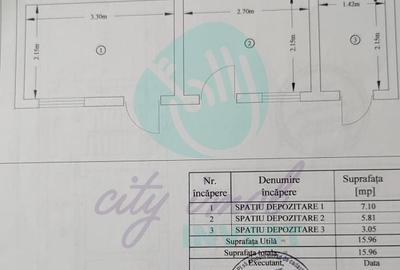 3.30m
2.70m
1.42m
2.15m
2.15m
2.15m
1
2
3
city
Nr. încăpere
Denumire încăpere
Suprafața [mp]
1 SPATIU DEPOZITARE 1 7.10
2 SPATIU DEPOZITARE 2 5.81
3 SPATIU DEPOZITARE 3 3.05
Suprafața Utilă = 15.96
Suprafața totala 15.96
Executant, Data